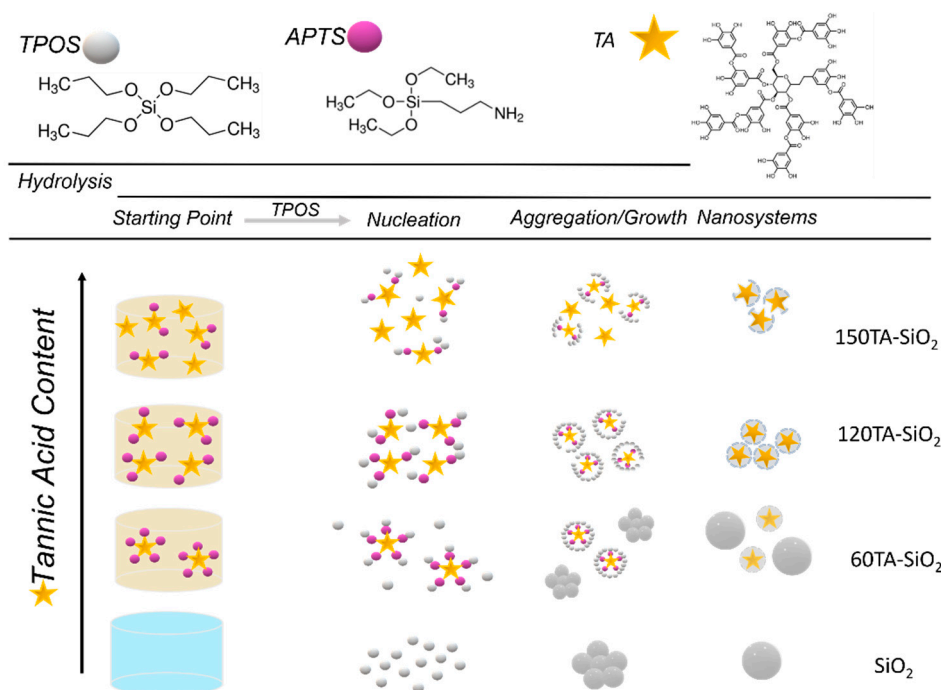 TPOS
APTS
TA
H3C
O
O
CH3
Si
H3C
O
O
CH3
O
CH3
H3C
O
Si
NH2
O
H3C
Hydrolysis
Starting Point
TPOS
Nucleation
Aggregation/Growth
Nanosystems
Tannic Acid Content
150TA-SiO2
120TA-SiO2
60TA-SiO2
SiO2